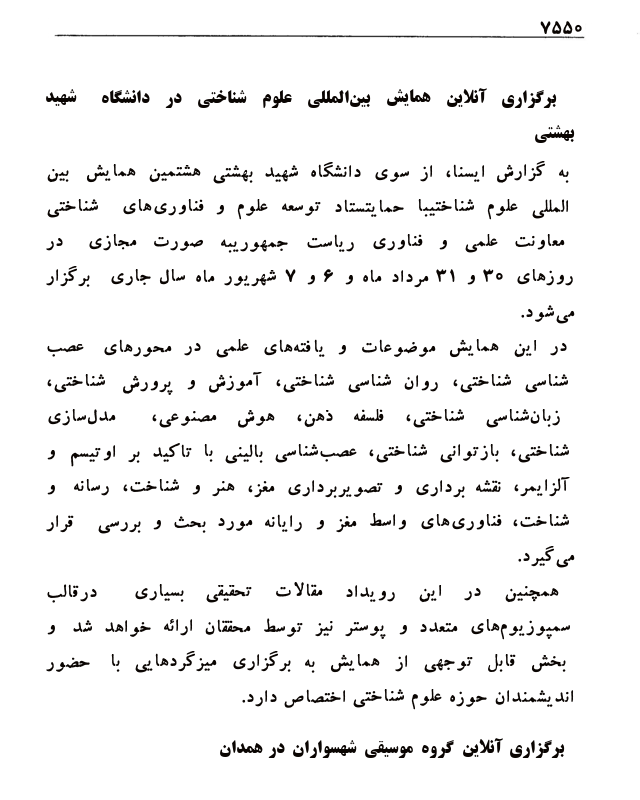 ۷۵۵۰
برگزاری آنلاین همایش بین‌المللی علوم شناختی در دانشگاه شهید
بهشتی
به گزارش ایسنا، از سوی دانشگاه شهید بهشتی هشتمین همایش بین
المللی علوم شناختیبا حمایتستاد توسعه علوم و فناوری‌های شناختی
معاونت علمی و فناوری ریاست جمهوریبه صورت مجازی در
روزهای ۳۰ و ۳۱ مرداد ماه و ۶ و ۷ شهریور ماه سال جاری برگزار
می‌شود.
در این همایش موضوعات و یافته‌های علمی در محورهای عصب
شناسی شناختی، روان شناسی شناختی، آموزش و پرورش شناختی،
زبان‌شناسی شناختی، فلسفه ذهن، هوش مصنوعی، مدل‌سازی
شناختی، بازتوانی شناختی، عصب‌شناسی بالینی با تاکید بر اوتیسم و
آلزایمر، نقشه برداری و تصویربرداری مغز، هنر و شناخت، رسانه و
شناخت، فناوری‌های واسط مغز و رایانه مورد بحث و بررسی قرار
می‌گیرد.
همچنین در این رویداد مقالات تحقیقی بسیاری درقالب
سمپوزیوم‌های متعدد و پوستر نیز توسط محققان ارائه خواهد شد و
بخش قابل توجهی از همایش به برگزاری میزگردهایی با حضور
اندیشمندان حوزه علوم شناختی اختصاص دارد.
برگزاری آنلاین گروه موسیقی شهسواران در همدان